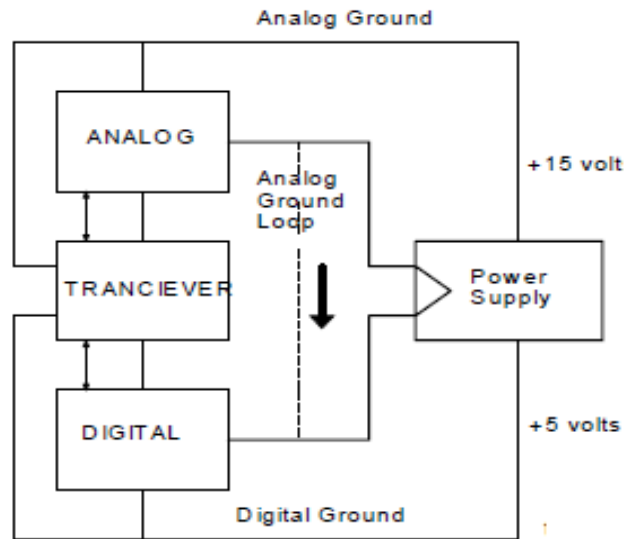 Analog Ground
ANALOG
+15 volt
Analog
Ground
Loop
TRANCIEVER
Power
Supply
DIGITAL
+5 volts
Digital Ground